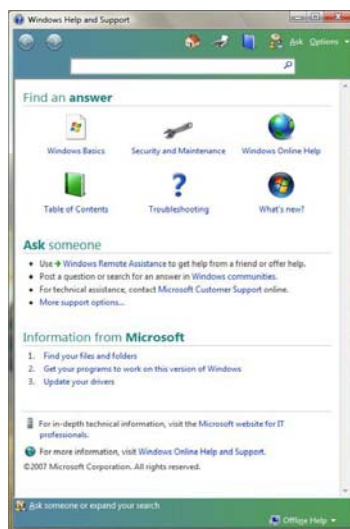 Windows Help and Support
Ask Options
Find an answer
Windows Basics Security and Maintenance Windows Online Help
Table of Contents Troubleshooting What's new?
Ask someone
• Use Windows Remote Assistance to get help from a friend or offer help.
• Post a question or search for an answer in Windows communities.
• For technical assistance, contact Microsoft Customer Support online.
• More support options...
Information from Microsoft
1. Find your files and folders
2. Get your programs to work on this version of Windows
3. Update your drivers
For in-depth technical information, visit the Microsoft website for IT
professionals.
For more information, visit Windows Online Help and Support.
©2007 Microsoft Corporation. All rights reserved.
Ask someone or expand your search
Offline Help